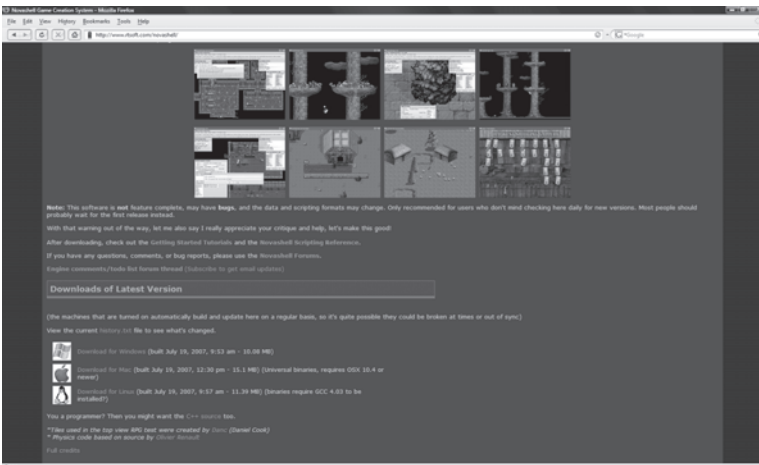 Novashell Game Creation System - Mozilla Firefox
File Edit View History Bookmarks Tools Help
http://www.rtsoft.com/novashell/
Google
Note: This software is not feature complete, may have bugs, and the data and scripting formats may change. Only recommended for users who don't mind checking here daily for new versions. Most people should
probably wait for the first release instead.
With that warning out of the way, let me also say I really appreciate your critique and help, let's make this good!
After downloading, check out the Getting Started Tutorials and the Novashell Scripting Reference.
If you have any questions, comments, or bug reports, please use the Novashell Forums.
Engine comments/todo list forum thread (Subscribe to get email updates)
Downloads of Latest Version
(the machines that are turned on automatically build and update here on a regular basis, so it's quite possible they could be broken at times or out of sync)
View the current history.txt file to see what's changed.
Download for Windows (built July 19, 2007, 9:53 am - 10.08 MB)
Download for Mac (built July 19, 2007, 12:30 pm - 15.1 MB) (Universal binaries, requires OSX 10.4 or
newer)
Download for Linux (built July 19, 2007, 9:57 am - 11.39 MB) (binaries require GCC 4.03 to be
installed?)
You a programmer? Then you might want the C++ source too.
*Tiles used in the top view RPG test were created by Danc (Daniel Cook)
* Physics code based on source by Olivier Renault
Full credits